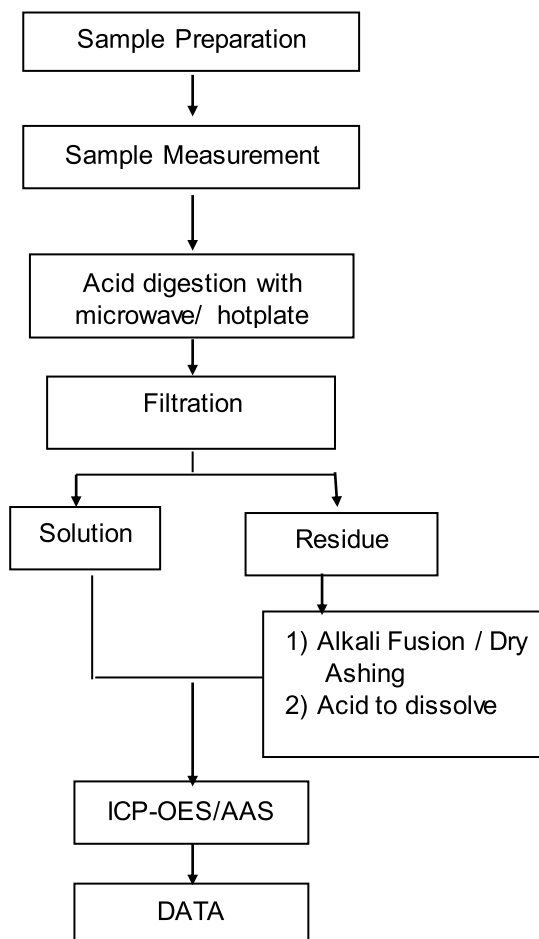 Sample Preparation
Sample Measurement
Acid digestion with
microwave/ hotplate
Filtration
Solution
Residue
1) Alkali Fusion / Dry
Ashing
2) Acid to dissolve
ICP-OES/AAS
DATA